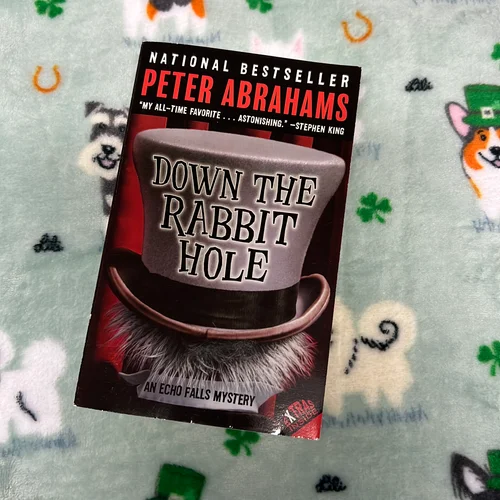 NATIONAL BESTSELLER
PETER ABRAHAMS
"MY ALL-TIME FAVORITE . . . ASTONISHING." —STEPHEN KING
DOWN THE
RABBIT
HOLE
AN ECHO FALLS MYSTERY